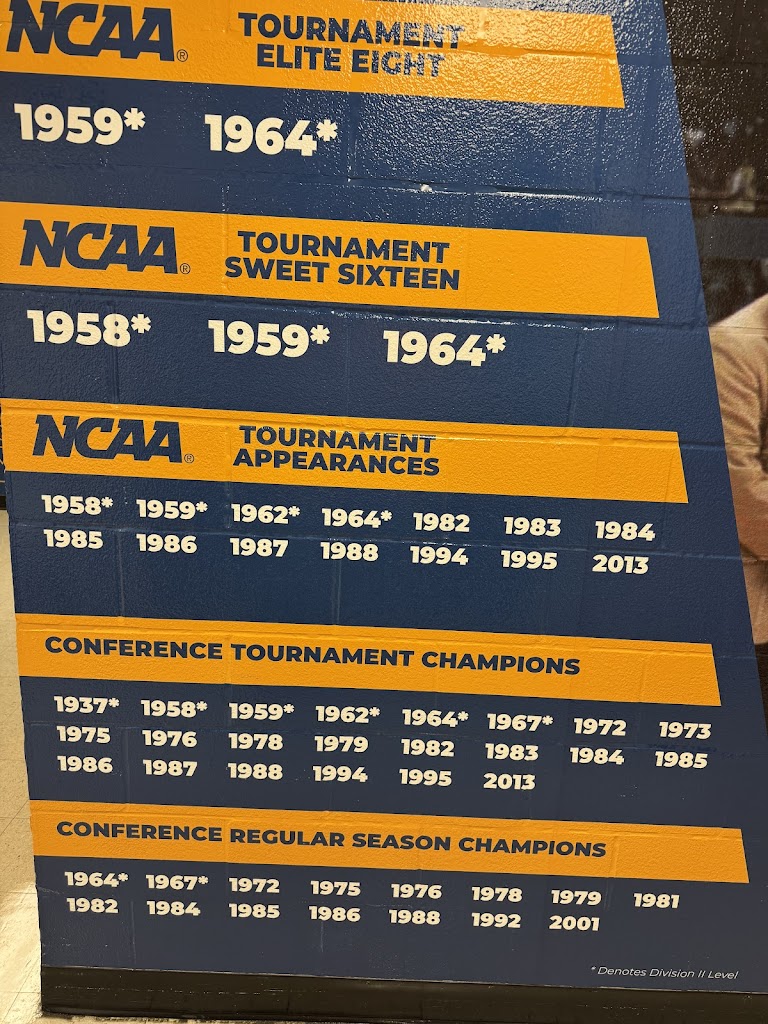 NCAA® TOURNAMENT
ELITE EIGHT
1959* 1964*
NCAA® TOURNAMENT
SWEET SIXTEEN
1958* 1959* 1964*
NCAA® TOURNAMENT
APPEARANCES
1958* 1959* 1962* 1964* 1982 1983 1984
1985 1986 1987 1988 1994 1995 2013
CONFERENCE TOURNAMENT CHAMPIONS
1937* 1958* 1959* 1962* 1964* 1967* 1972 1973
1975 1976 1978 1979 1982 1983 1984 1985
1986 1987 1988 1994 1995 2013
CONFERENCE REGULAR SEASON CHAMPIONS
1964* 1967* 1972 1975 1976 1978 1979 1981
1982 1984 1985 1986 1988 1992 2001
* Denotes Division II Level